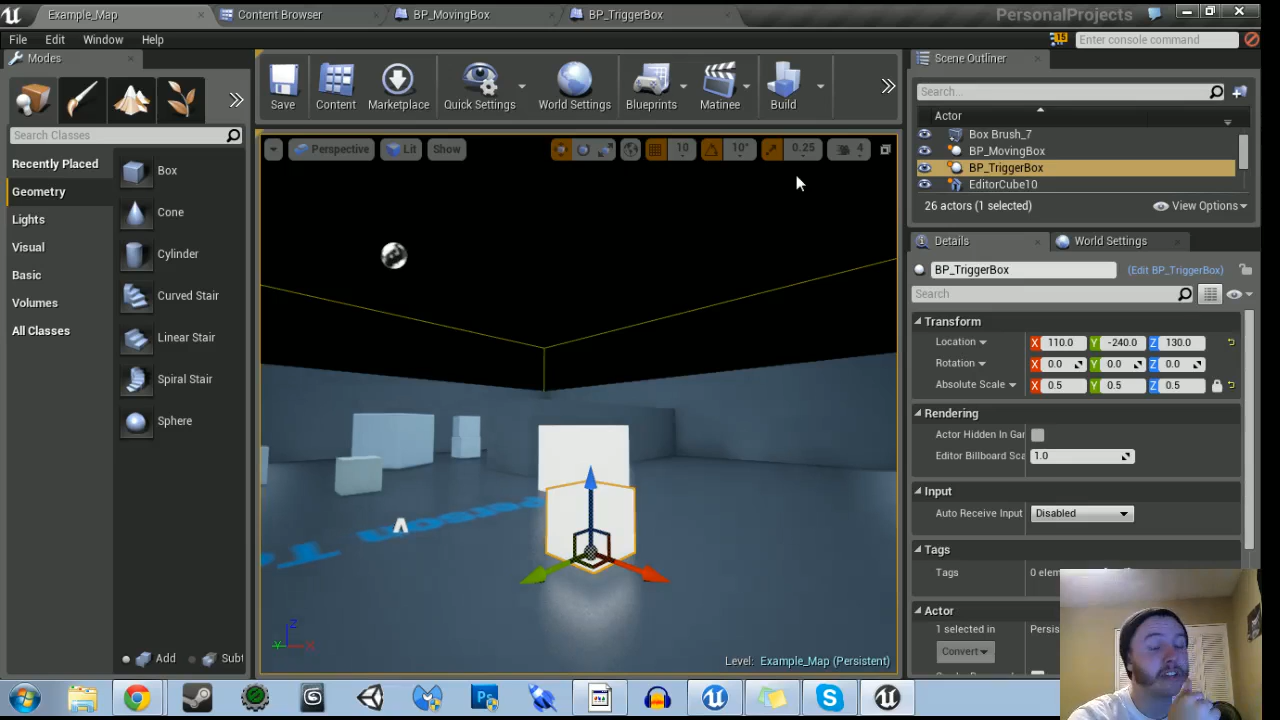 Example_Map Content Browser BP_MovingBox BP_TriggerBox PersonalProjects
File Edit Window Help 15 Enter console command
Modes
Save Content Marketplace Quick Settings World Settings Blueprints Matinee Build
Search Classes
Recently Placed
Geometry
Lights
Visual
Basic
Volumes
All Classes
Box
Cone
Cylinder
Curved Stair
Linear Stair
Spiral Stair
Sphere
Add Subt
Perspective Lit Show 10 10° 0.25 4
Z
Y X
Level: Example_Map (Persistent)
Scene Outliner
Search...
Actor
Box Brush_7
BP_MovingBox
BP_TriggerBox
EditorCube10
26 actors (1 selected) View Options
Details World Settings
BP_TriggerBox (Edit BP_TriggerBox)
Search
Transform
Location X 110.0 Y -240.0 Z 130.0
Rotation X 0.0 Y 0.0 Z 0.0
Absolute Scale X 0.5 Y 0.5 Z 0.5
Rendering
Actor Hidden In Gar
Editor Billboard Sca 1.0
Input
Auto Receive Input Disabled
Tags
Tags 0 elem
Actor
1 selected in Persis
Convert